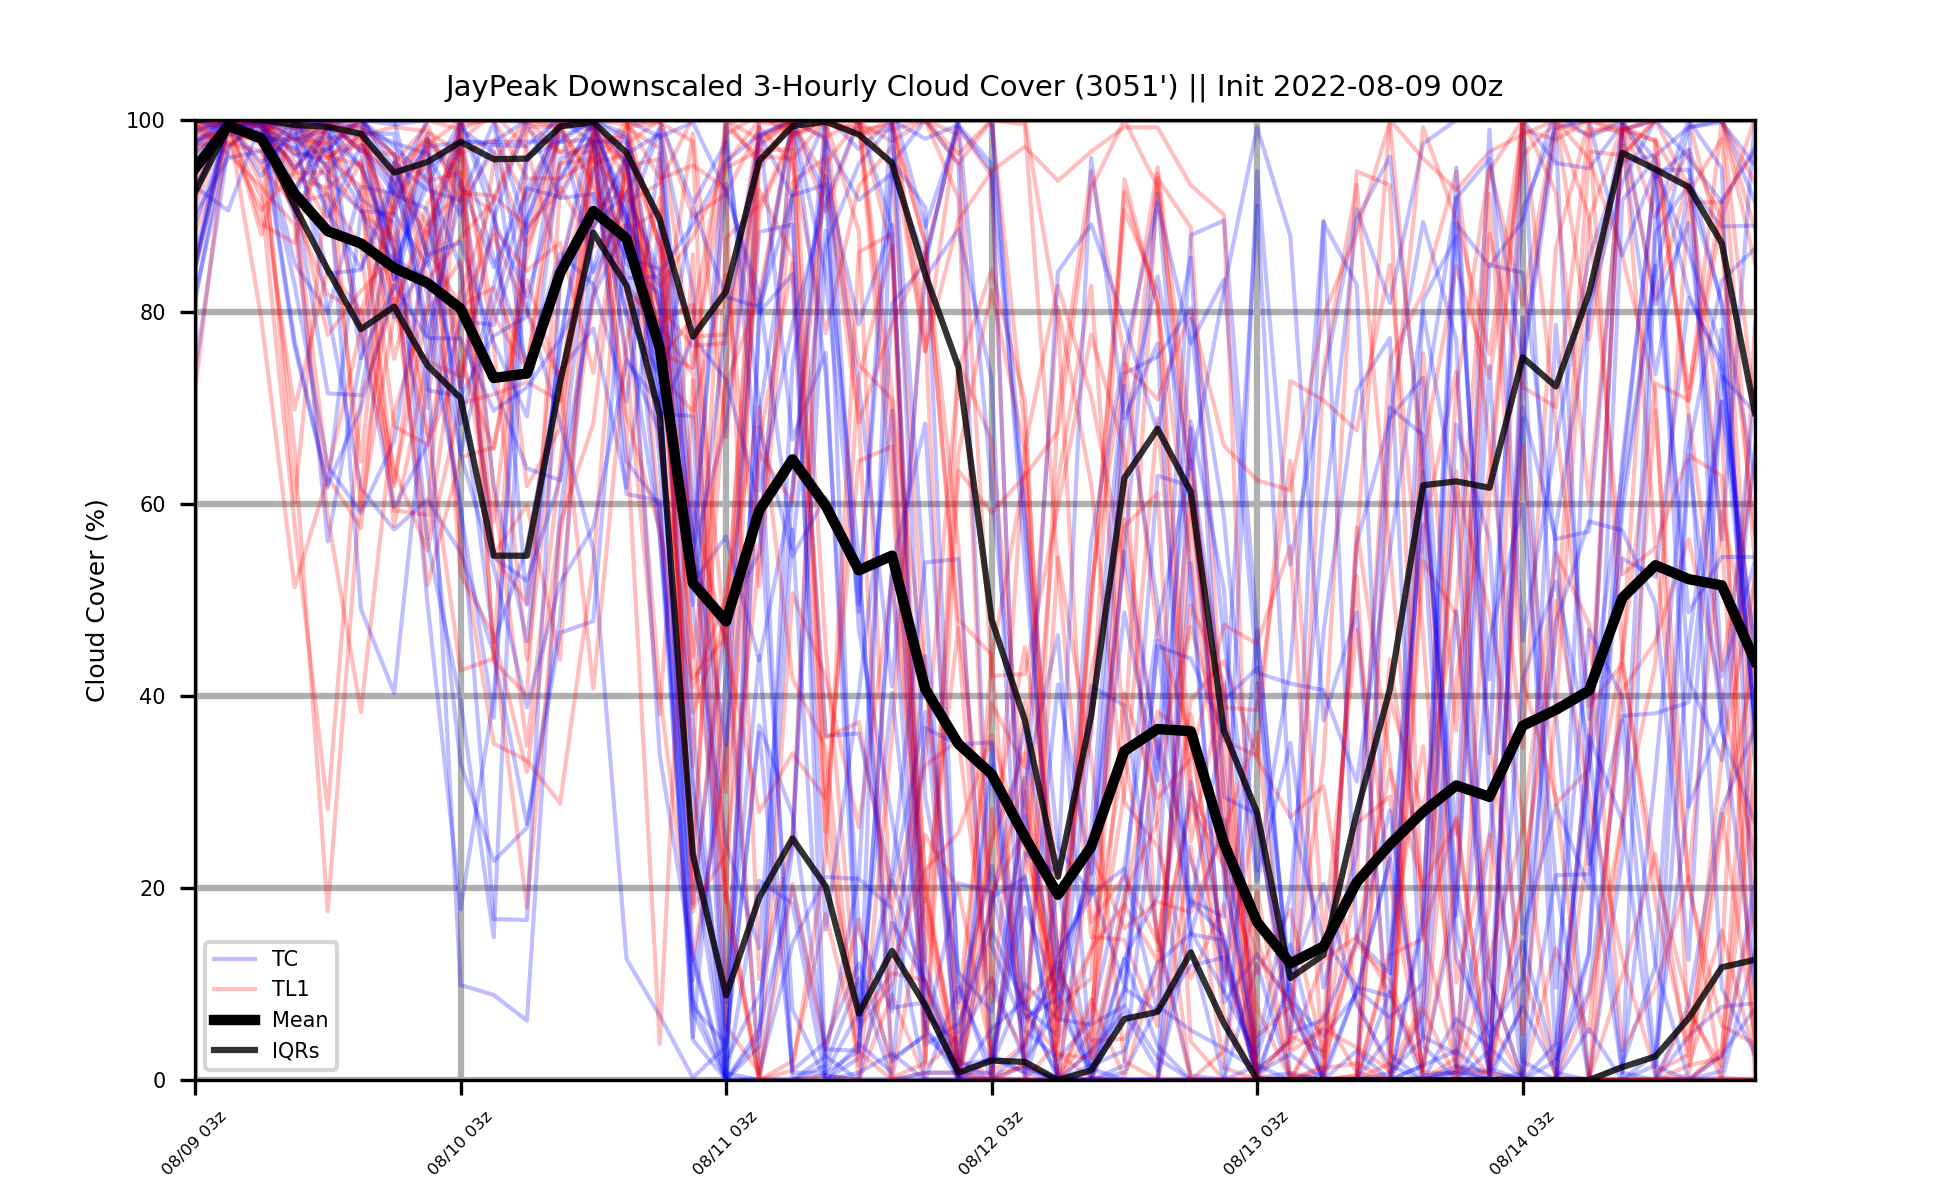 JayPeak Downscaled 3-Hourly Cloud Cover (3051') || Init 2022-08-09 00z
Cloud Cover (%)
100
80
60
40
20
0
TC
TL1
Mean
IQRs
08/09 03z
08/10 03z
08/11 03z
08/12 03z
08/13 03z
08/14 03z